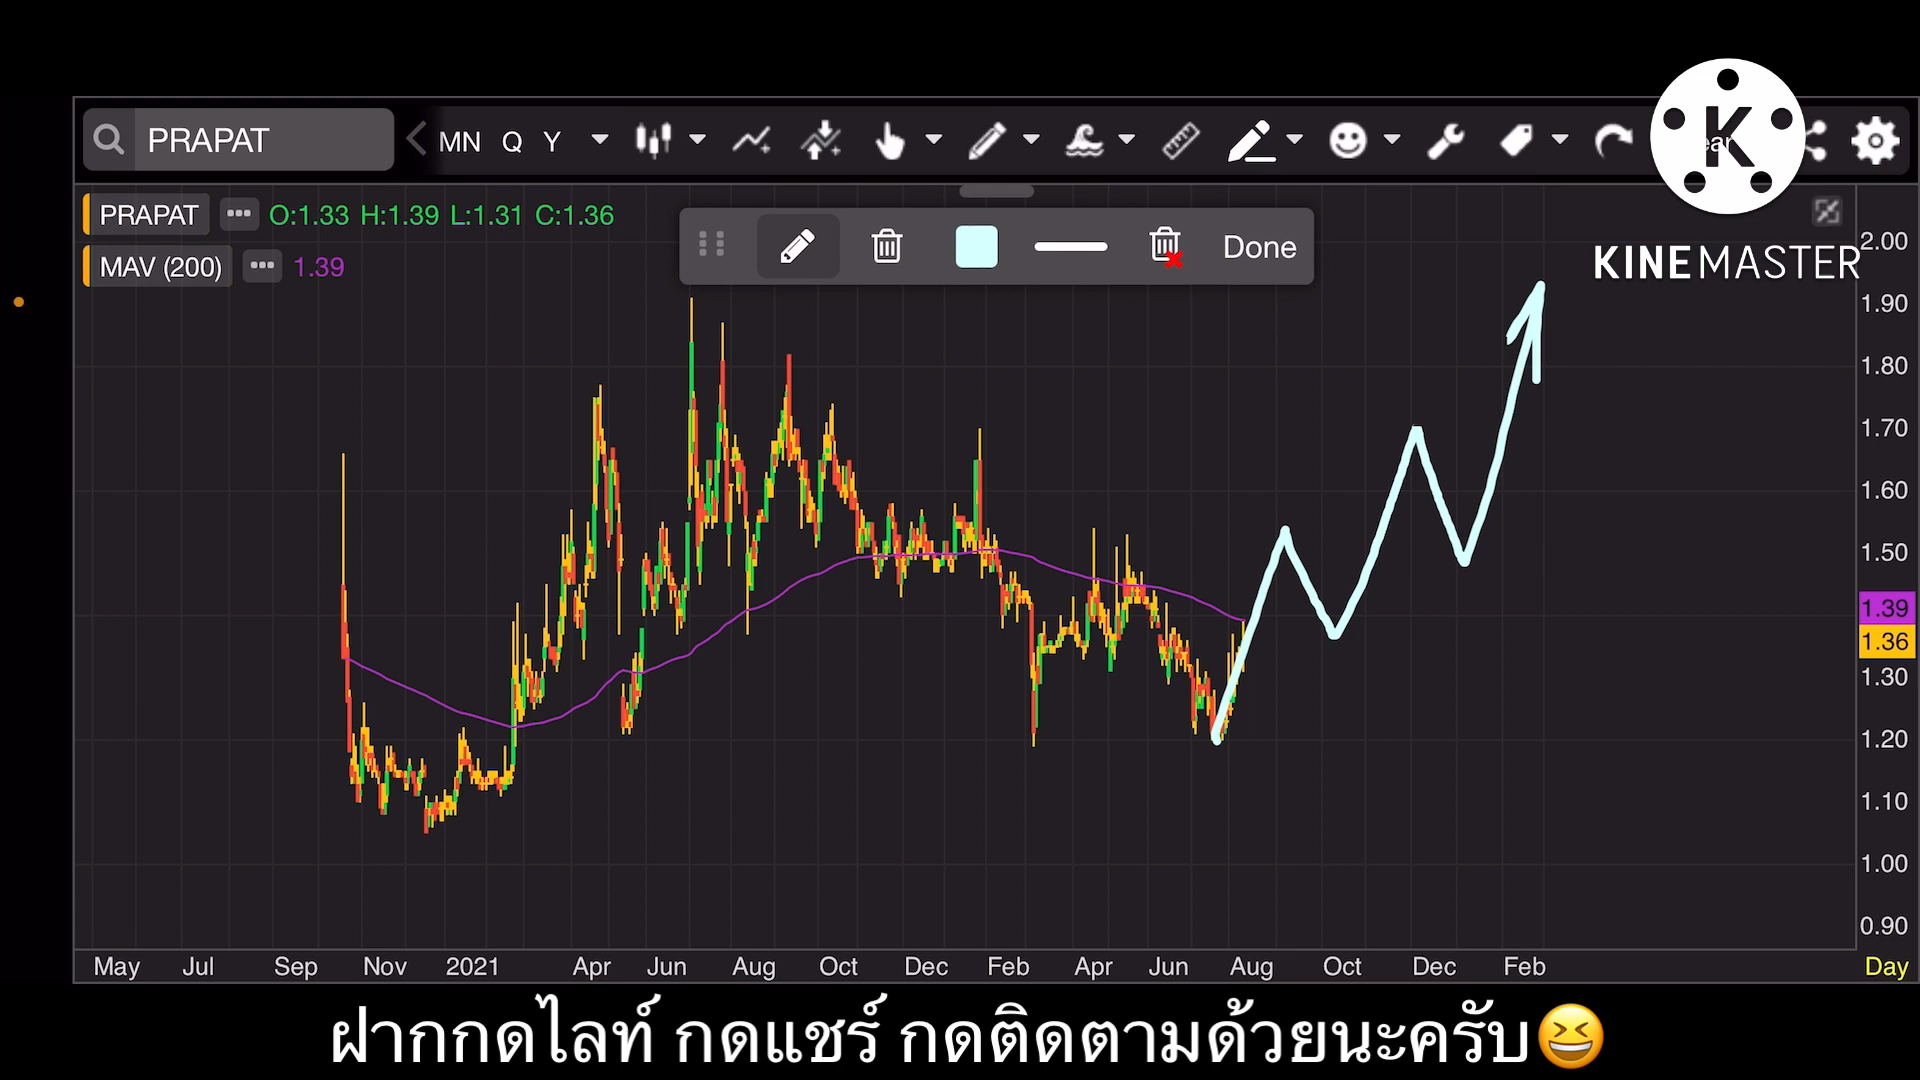 PRAPAT MN Q Y ear K
PRAPAT O:1.33 H:1.39 L:1.31 C:1.36
MAV (200) 1.39
Done
KINEMASTER
2.00
1.90
1.80
1.70
1.60
1.50
1.39
1.36
1.30
1.20
1.10
1.00
0.90
May Jul Sep Nov 2021 Apr Jun Aug Oct Dec Feb Apr Jun Aug Oct Dec Feb Day
ฝากกดไลท์ กดแชร์ กดติดตามด้วยนะครับ😆